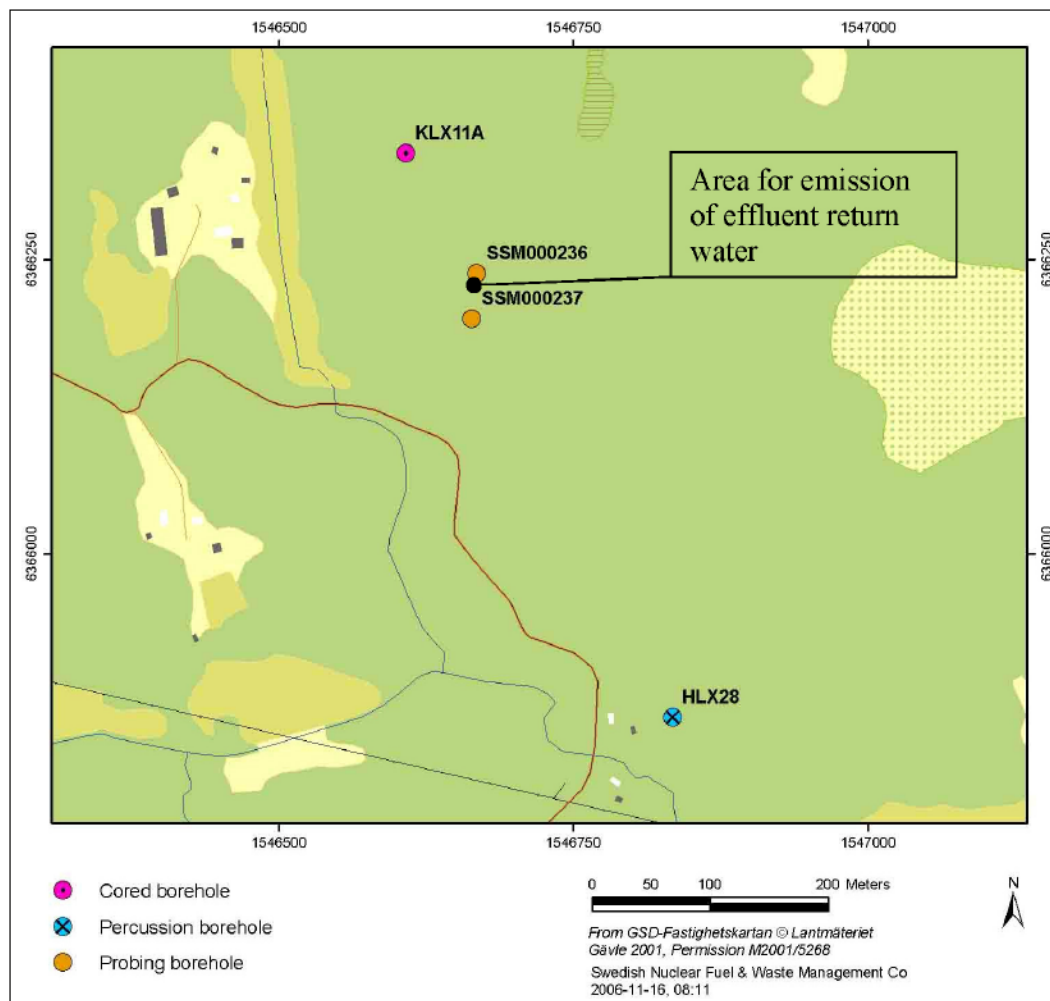 1546500 1546750 1547000
KLX11A
Area for emission
of effluent return
water
6366250 SSM000236 6366250
SSM000237
6366000 6366000
HLX28
1546500 1546750 1547000
Cored borehole
Percussion borehole
Probing borehole
0 50 100 200 Meters
N
From GSD-Fastighetskartan © Lantmäteriet
Gävle 2001, Permission M2001/5268
Swedish Nuclear Fuel & Waste Management Co
2006-11-16, 08:11